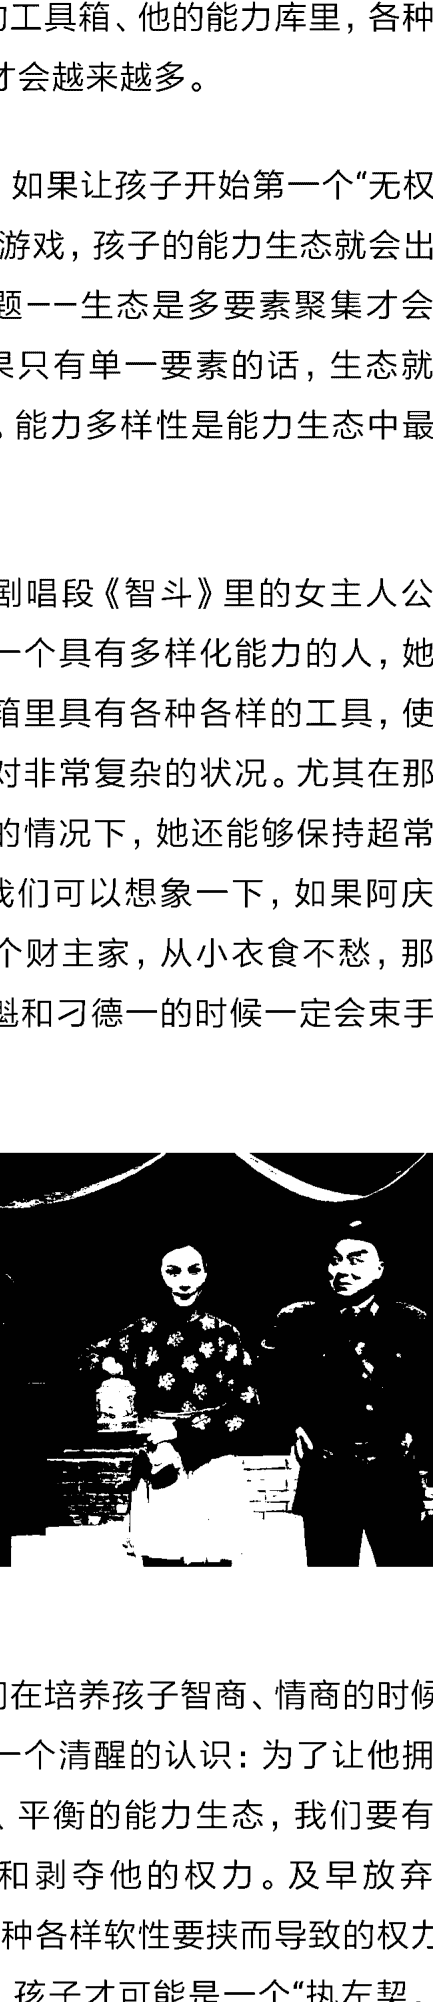 的工具箱、他的能力库里，各种
才会越来越多。
如果让孩子开始第一个“无权
游戏，孩子的能力生态就会出
题——生态是多要素聚集才会
果只有单一要素的话，生态就
。能力多样性是能力生态中最
剧唱段《智斗》里的女主人公
一个具有多样化能力的人，她
箱里具有各种各样的工具，使
对非常复杂的状况。尤其在那
的情况下，她还能够保持超常
我们可以想象一下，如果阿庆
个财主家，从小衣食不愁，那
魁和刁德一的时候一定会束手
们在培养孩子智商、情商的时候
一个清醒的认识：为了让他拥
、平衡的能力生态，我们要有
和剥夺他的权力。及早放弃
种各样软性要挟而导致的权力
，孩子才可能是一个“执左契，